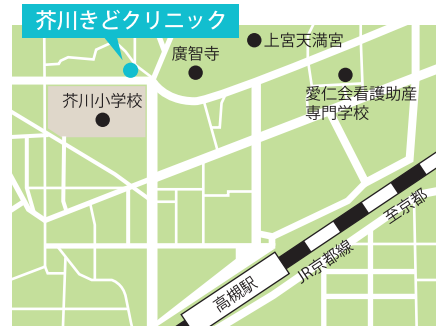 芥川きどクリニック
上宮天満宮
廣智寺
芥川小学校
愛仁会看護助産
専門学校
至京都
JR京都線
高槻駅